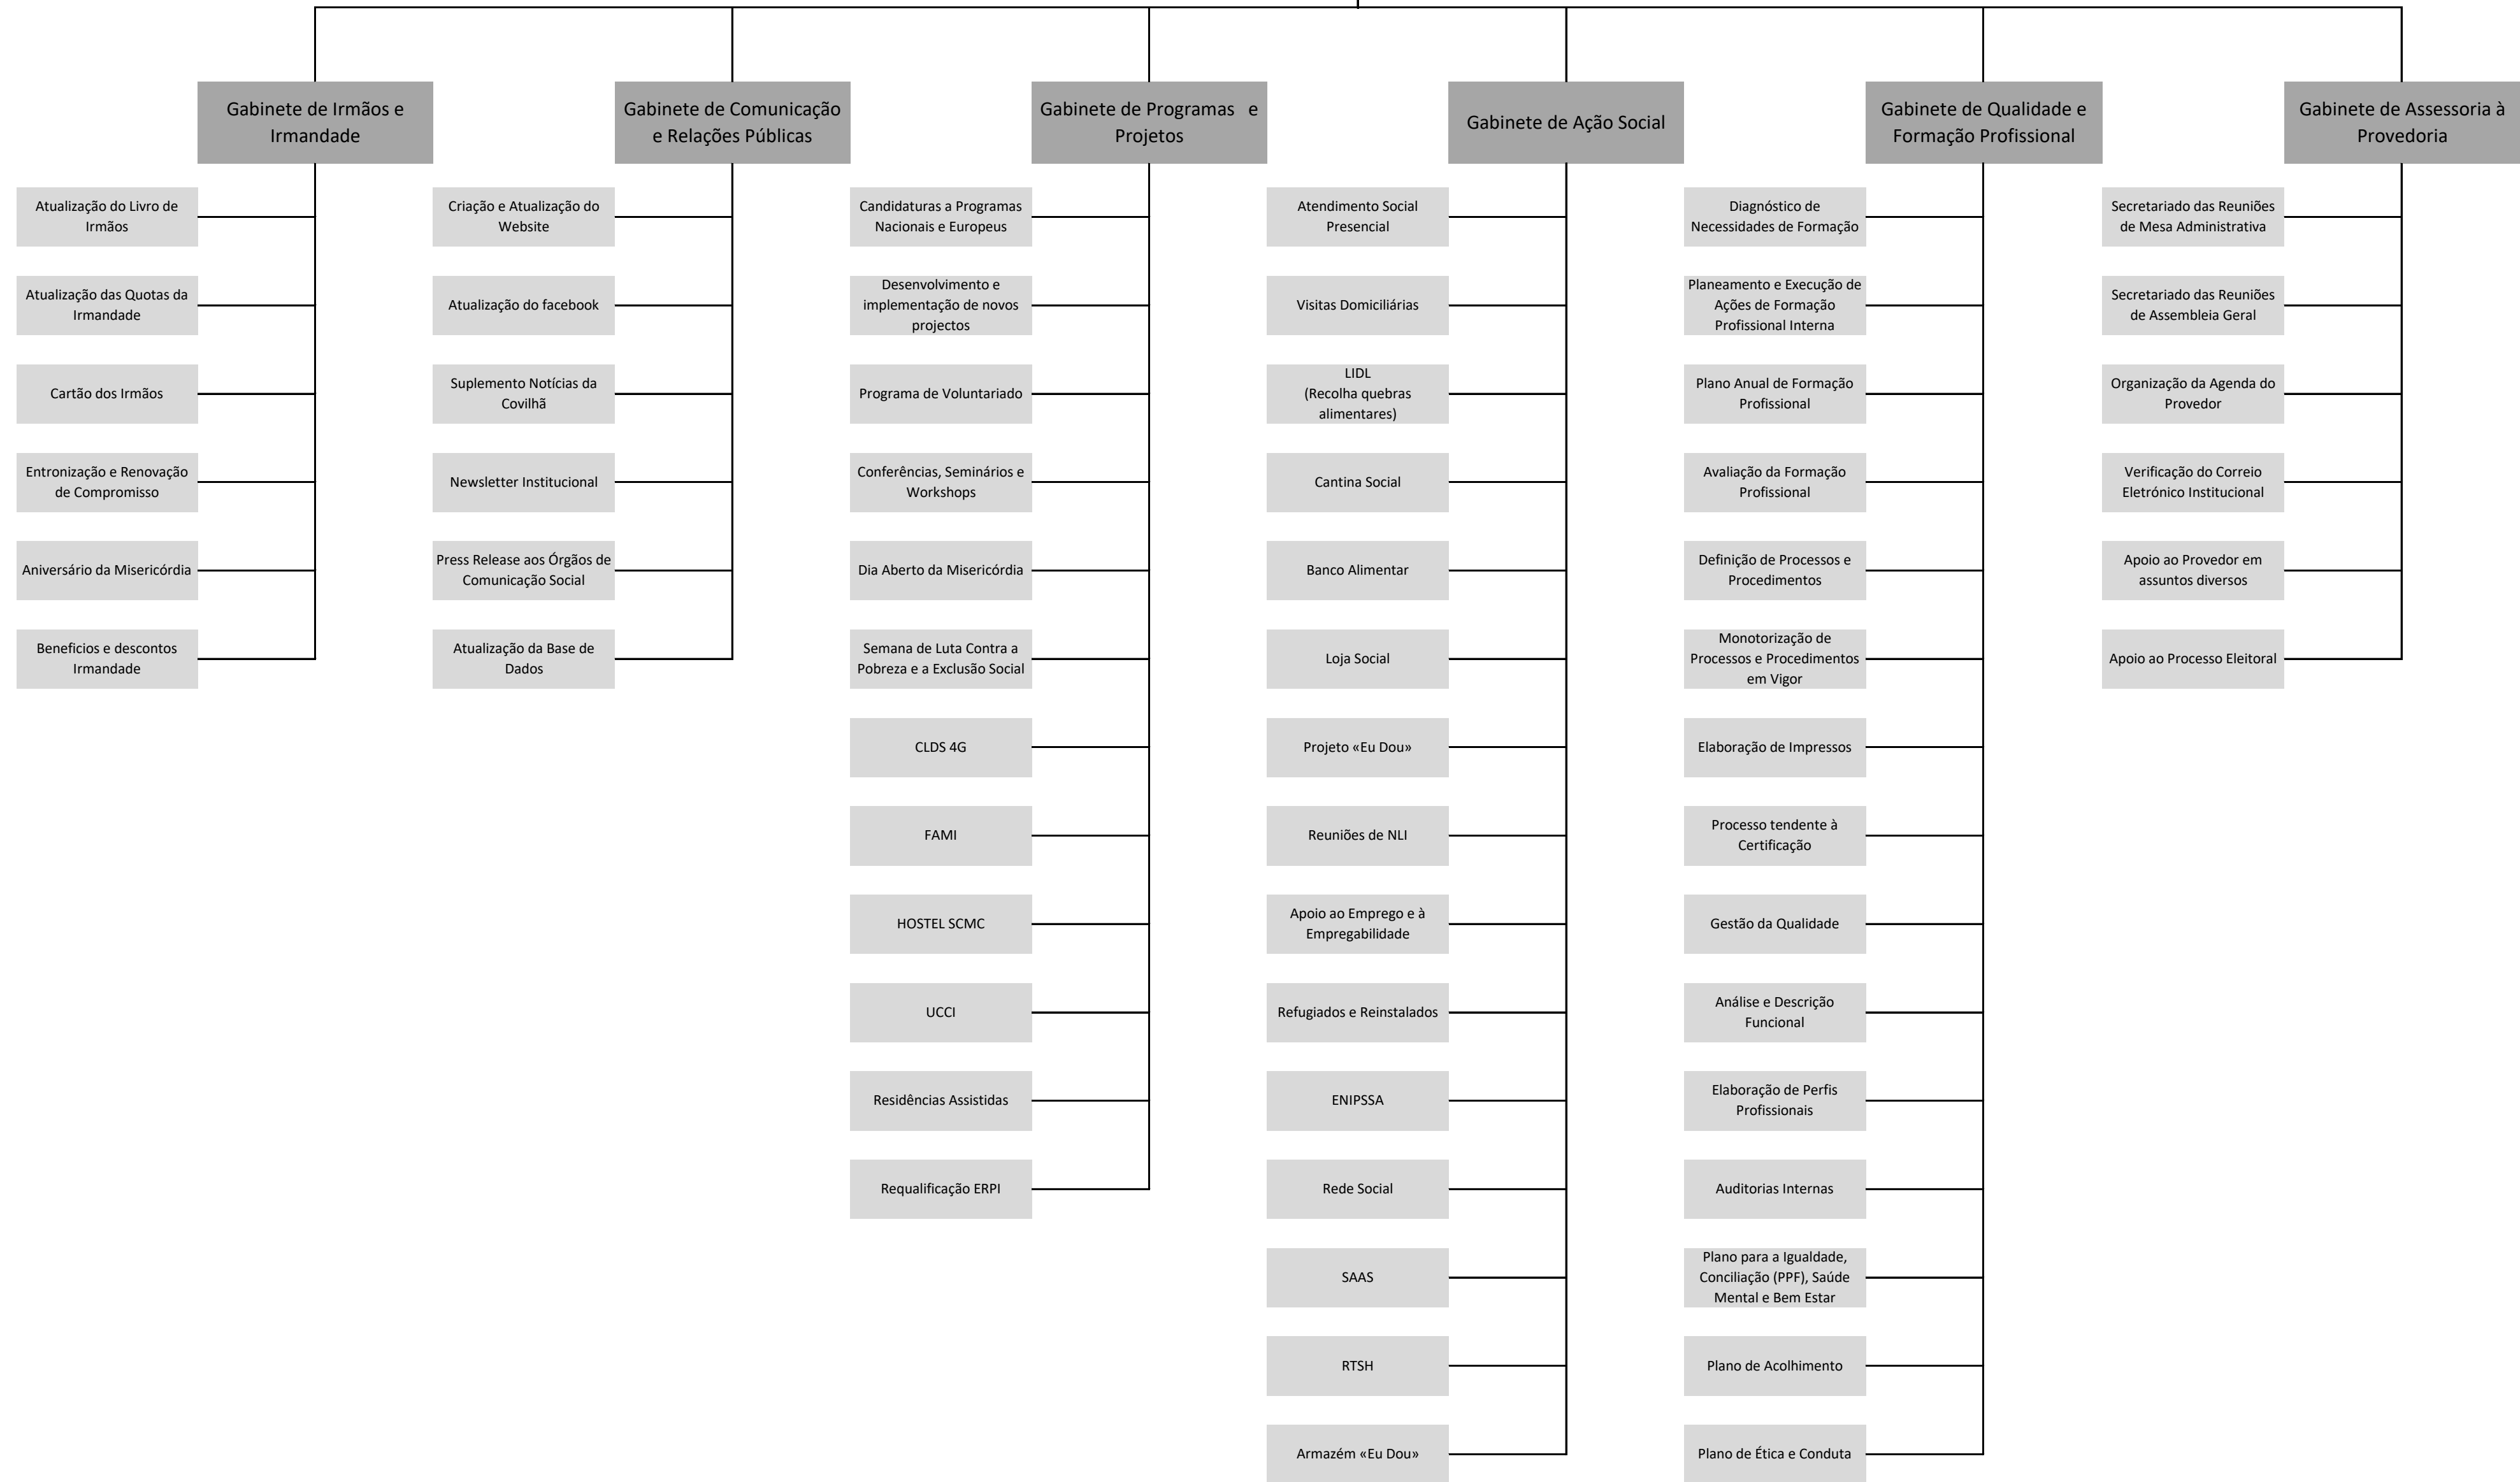 Gabinete de Irmãos e
Irmandade
Atualização do Livro de
Irmãos
Atualização das Quotas da
Irmandade
Cartão dos Irmãos
Entronização e Renovação
de Compromisso
Aniversário da Misericórdia
Beneficios e descontos
Irmandade
Gabinete de Comunicação
e Relações Públicas
Criação e Atualização do
Website
Atualização do facebook
Suplemento Notícias da
Covilhã
Newsletter Institucional
Press Release aos Órgãos de
Comunicação Social
Atualização da Base de
Dados
Gabinete de Programas e
Projetos
Candidaturas a Programas
Nacionais e Europeus
Desenvolvimento e
implementação de novos
projectos
Programa de Voluntariado
Conferências, Seminários e
Workshops
Dia Aberto da Misericórdia
Semana de Luta Contra a
Pobreza e a Exclusão Social
CLDS 4G
FAMI
HOSTEL SCMC
UCCI
Residências Assistidas
Requalificação ERPI
Gabinete de Ação Social
Atendimento Social
Presencial
Visitas Domiciliárias
LIDL
(Recolha quebras
alimentares)
Cantina Social
Banco Alimentar
Loja Social
Projeto «Eu Dou»
Reuniões de NLI
Apoio ao Emprego e à
Empregabilidade
Refugiados e Reinstalados
ENIPSSA
Rede Social
SAAS
RTSH
Armazém «Eu Dou»
Gabinete de Qualidade e
Formação Profissional
Diagnóstico de
Necessidades de Formação
Planeamento e Execução de
Ações de Formação
Profissional Interna
Plano Anual de Formação
Profissional
Avaliação da Formação
Profissional
Definição de Processos e
Procedimentos
Monotorização de
Processos e Procedimentos
em Vigor
Elaboração de Impressos
Processo tendente à
Certificação
Gestão da Qualidade
Análise e Descrição
Funcional
Elaboração de Perfis
Profissionais
Auditorias Internas
Plano para a Igualdade,
Conciliação (PPF), Saúde
Mental e Bem Estar
Plano de Acolhimento
Plano de Ética e Conduta
Gabinete de Assessoria à
Provedoria
Secretariado das Reuniões
de Mesa Administrativa
Secretariado das Reuniões
de Assembleia Geral
Organização da Agenda do
Provedor
Verificação do Correio
Eletrónico Institucional
Apoio ao Provedor em
assuntos diversos
Apoio ao Processo Eleitoral